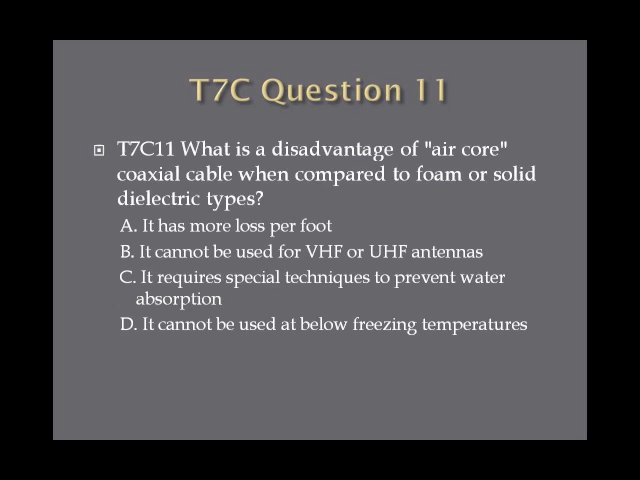 T7C Question 11
T7C11 What is a disadvantage of "air core"
coaxial cable when compared to foam or solid
dielectric types?
A. It has more loss per foot
B. It cannot be used for VHF or UHF antennas
C. It requires special techniques to prevent water
absorption
D. It cannot be used at below freezing temperatures